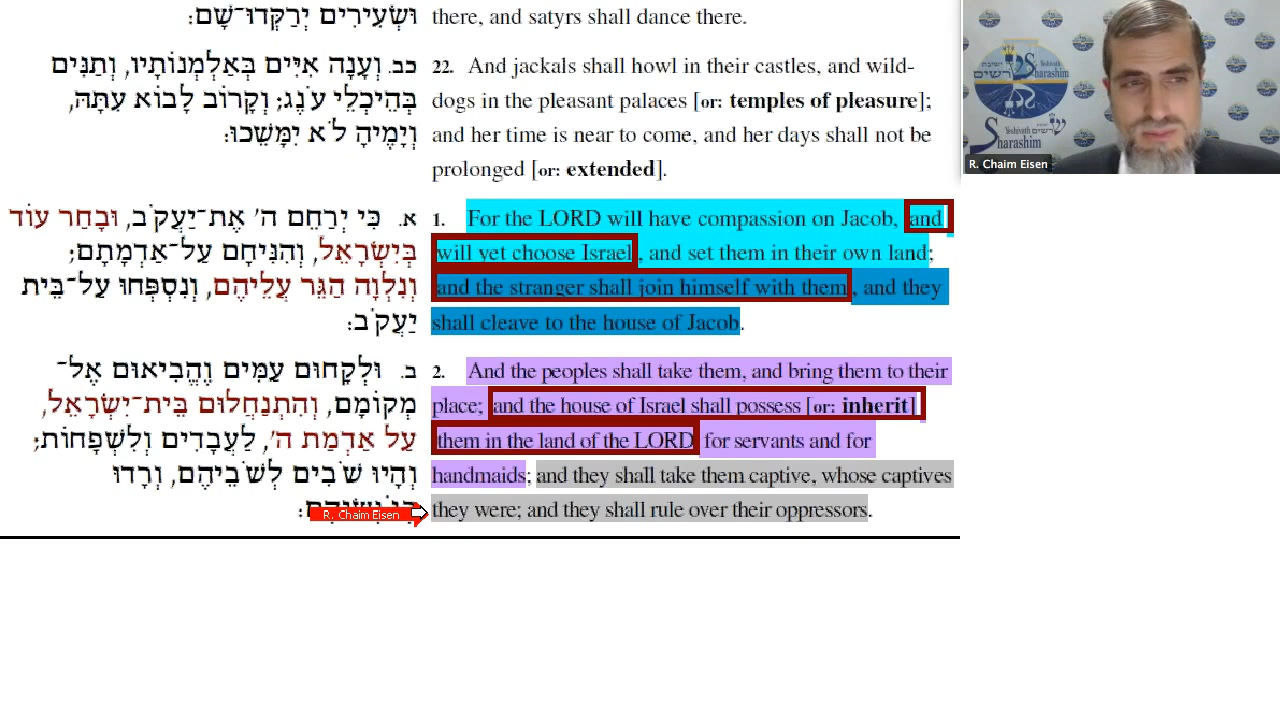 וּשְׂעִירִים יְרַקְּדוּ־שָׁם:
כב. וְעָנָה אִיִּים בְּאַלְמְנוֹתָיו, וְתַנִּים
בְּהֵיכְלֵי עֹנֶג; וְקָרוֹב לָבוֹא עִתָּהּ,
וְיָמֶיהָ לֹא יִמָּשֵׁכוּ:
א. כִּי יְרַחֵם ה' אֶת־יַעֲקֹב, וּבָחַר עוֹד
בְּיִשְׂרָאֵל, וְהִנִּיחָם עַל־אַדְמָתָם;
וְנִלְוָה הַגֵּר עֲלֵיהֶם, וְנִסְפְּחוּ עַל־בֵּית
יַעֲקֹב:
ב. וּלְקָחוּם עַמִּים וֶהֱבִיאוּם אֶל־
מְקוֹמָם, וְהִתְנַחֲלוּם בֵּית־יִשְׂרָאֵל,
עַל אַדְמַת ה', לַעֲבָדִים וְלִשְׁפָחוֹת;
וְהָיוּ שֹׁבִים לְשֹׁבֵיהֶם, וְרָדוּ
there, and satyrs shall dance there.
22. And jackals shall howl in their castles, and wild-
dogs in the pleasant palaces [or: temples of pleasure];
and her time is near to come, and her days shall not be
prolonged [or: extended].
1. For the LORD will have compassion on Jacob, and
will yet choose Israel, and set them in their own land;
and the stranger shall join himself with them, and they
shall cleave to the house of Jacob.
2. And the peoples shall take them, and bring them to their
place; and the house of Israel shall possess [or: inherit]
them in the land of the LORD for servants and for
handmaids; and they shall take them captive, whose captives
they were; and they shall rule over their oppressors.
R. Chaim Eisen
ישיבת
שרשים
Sharashim
Yeshivath שרשים
Sharashim
R. Chaim Eisen